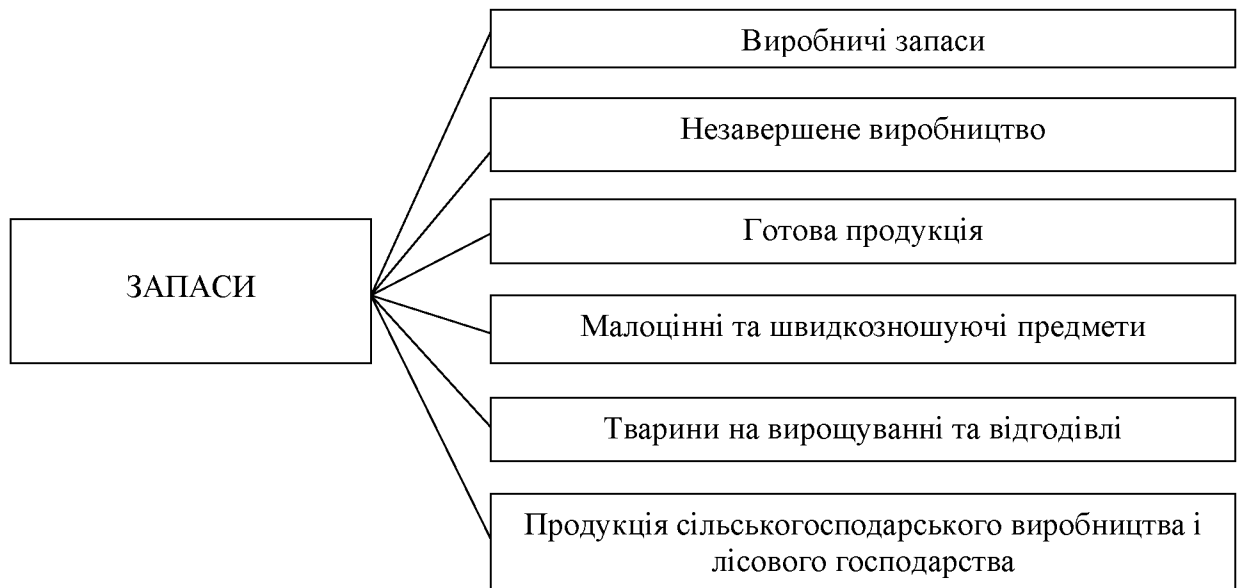 Виробничі запаси
Незавершене виробництво
Готова продукція
ЗАПАСИ
Малоцінні та швидкозношуючі предмети
Тварини на вирощуванні та відгодівлі
Продукція сільськогосподарського виробництва і
лісового господарства